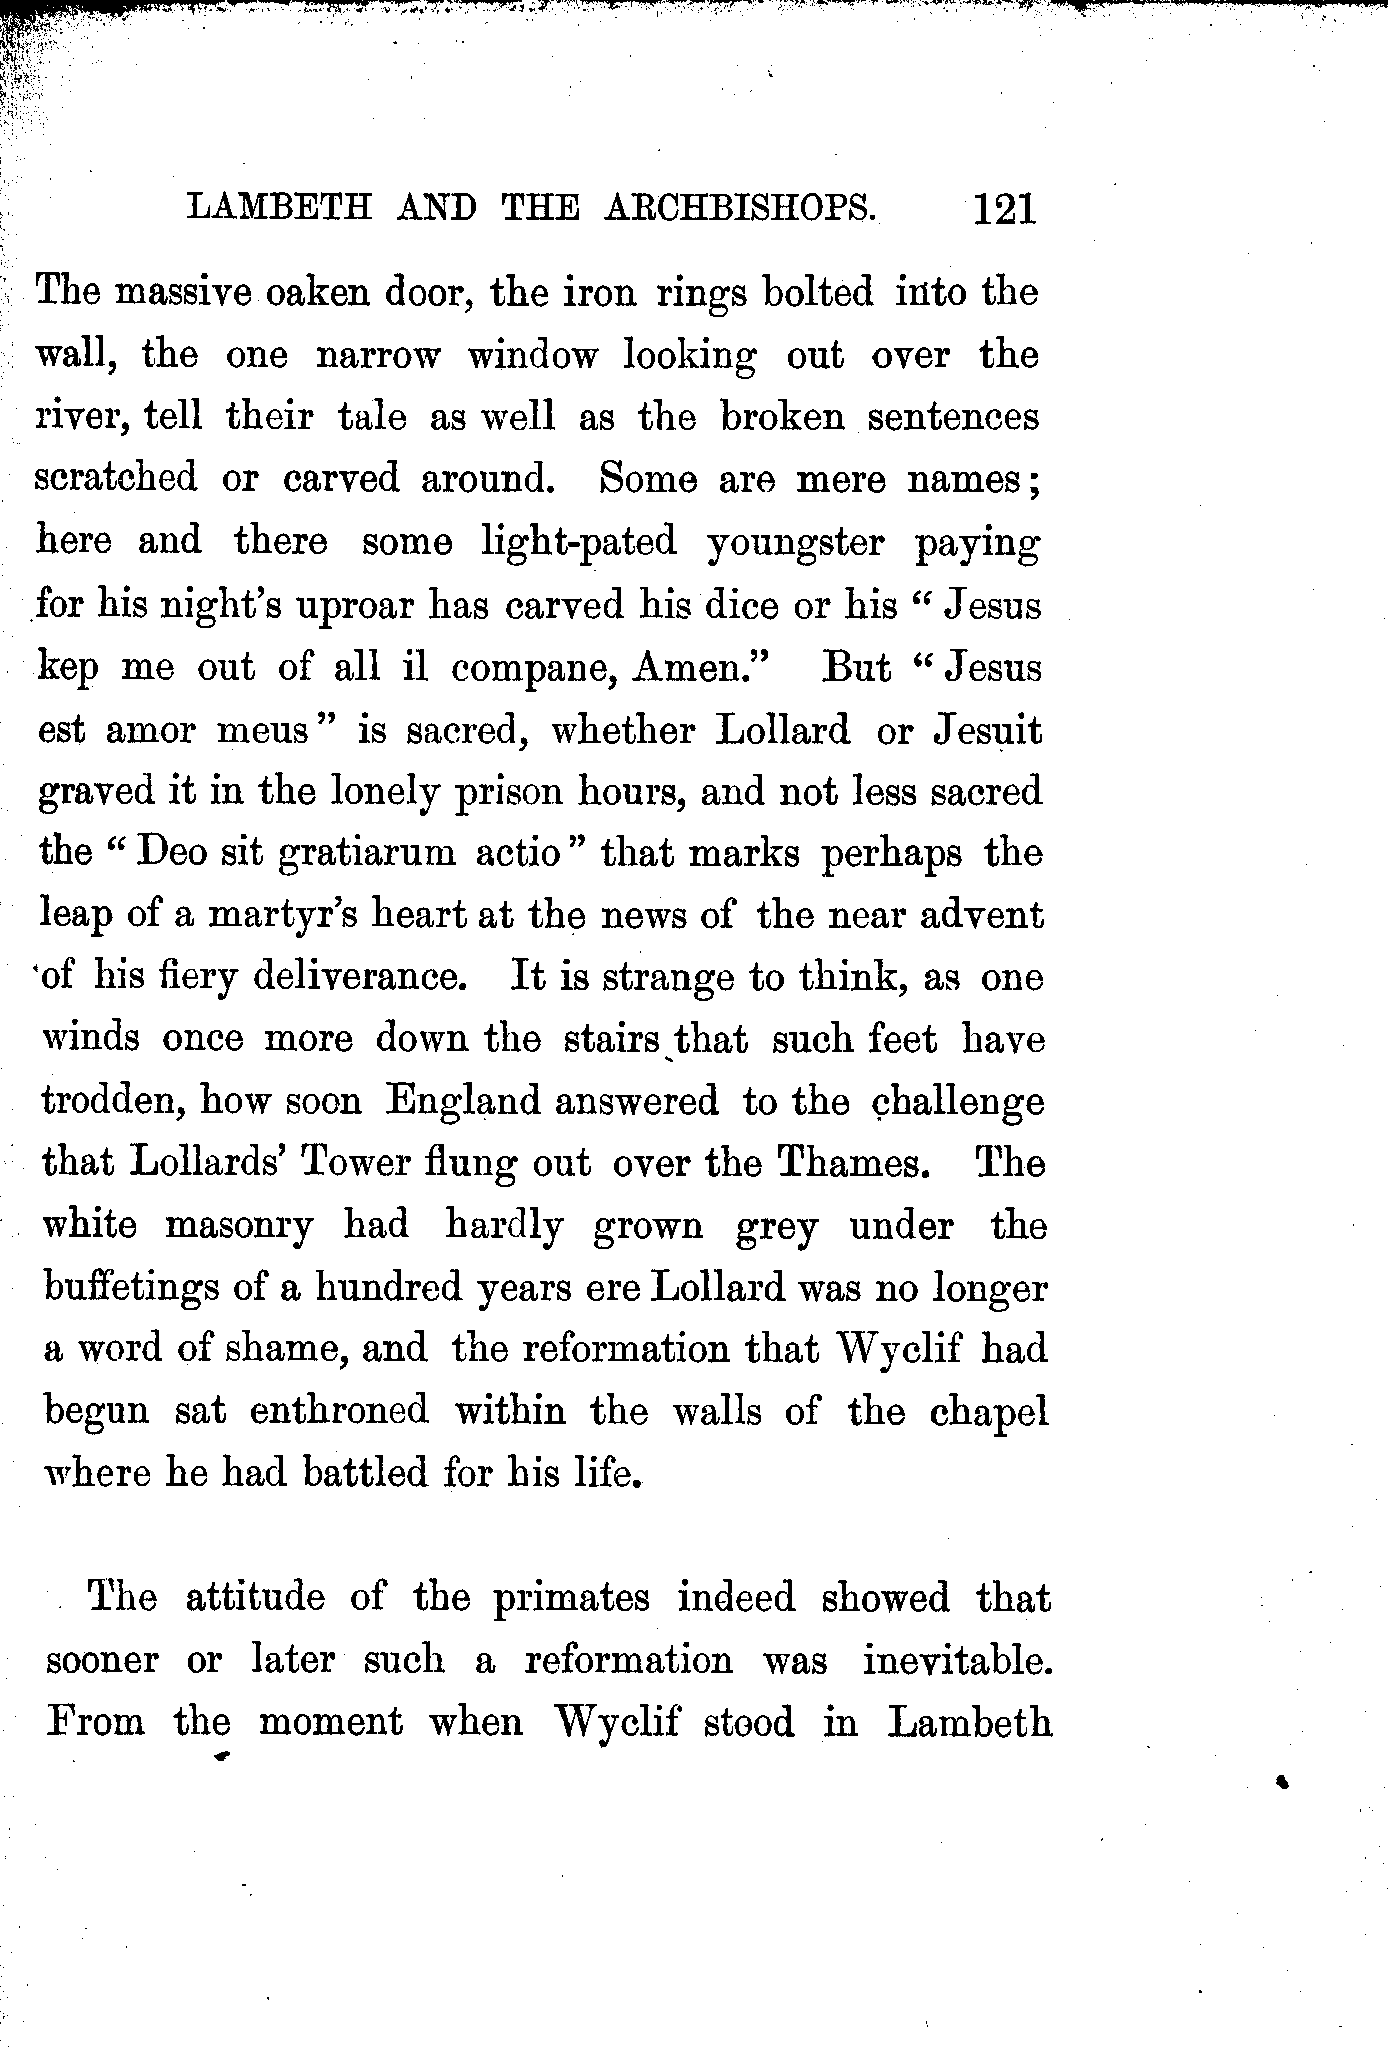 LAMBETH AND THE ARCHBISHOPS. 121
The massive oaken door, the iron rings bolted into the
wall, the one narrow window looking out over the
river, tell their tale as well as the broken sentences
scratched or carved around. Some are mere names;
here and there some light-pated youngster paying
for his night's uproar has carved his dice or his “Jesus
kep me out of all il compane, Amen.” But “Jesus
est amor meus” is sacred, whether Lollard or Jesuit
graved it in the lonely prison hours, and not less sacred
the “Deo sit gratiarum actio” that marks perhaps the
leap of a martyr's heart at the news of the near advent
of his fiery deliverance. It is strange to think, as one
winds once more down the stairs that such feet have
trodden, how soon England answered to the challenge
that Lollards' Tower flung out over the Thames. The
white masonry had hardly grown grey under the
buffetings of a hundred years ere Lollard was no longer
a word of shame, and the reformation that Wyclif had
begun sat enthroned within the walls of the chapel
where he had battled for his life.
The attitude of the primates indeed showed that
sooner or later such a reformation was inevitable.
From the moment when Wyclif stood in Lambeth